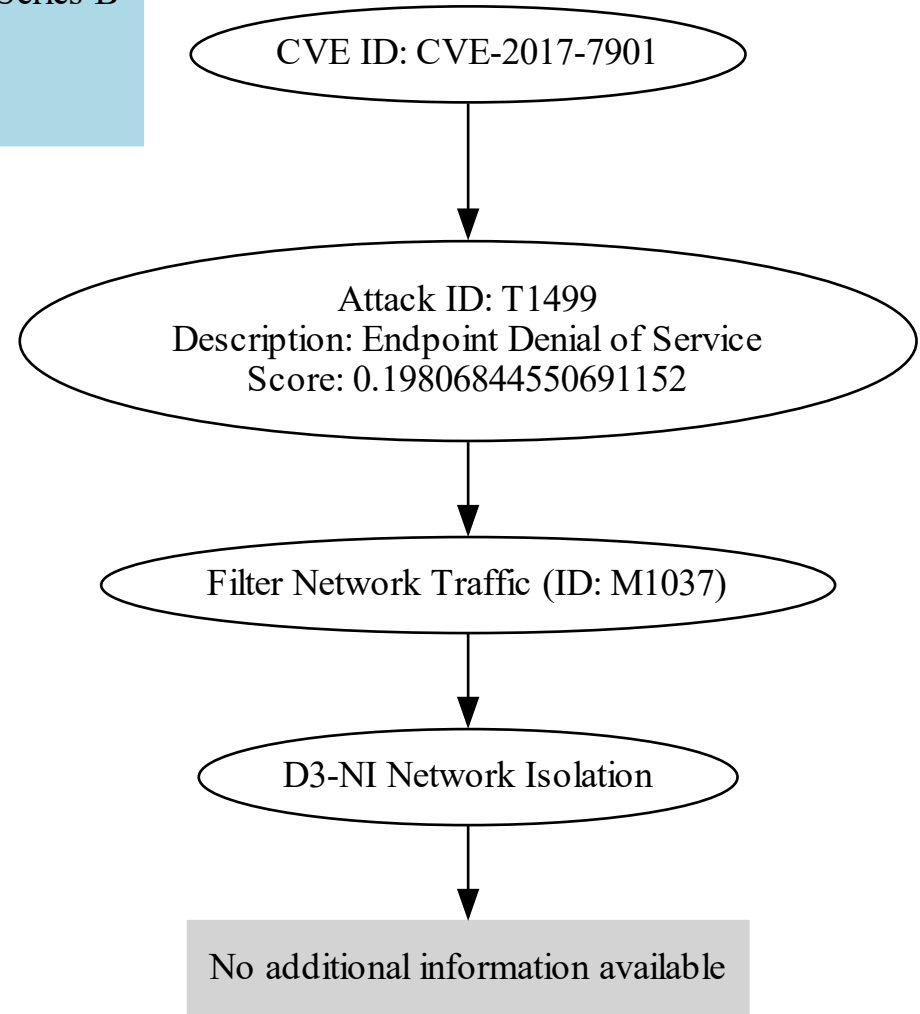 Series B
CVE ID: CVE-2017-7901
Attack ID: T1499
Description: Endpoint Denial of Service
Score: 0.19806844550691152
Filter Network Traffic (ID: M1037)
D3-NI Network Isolation
No additional information available